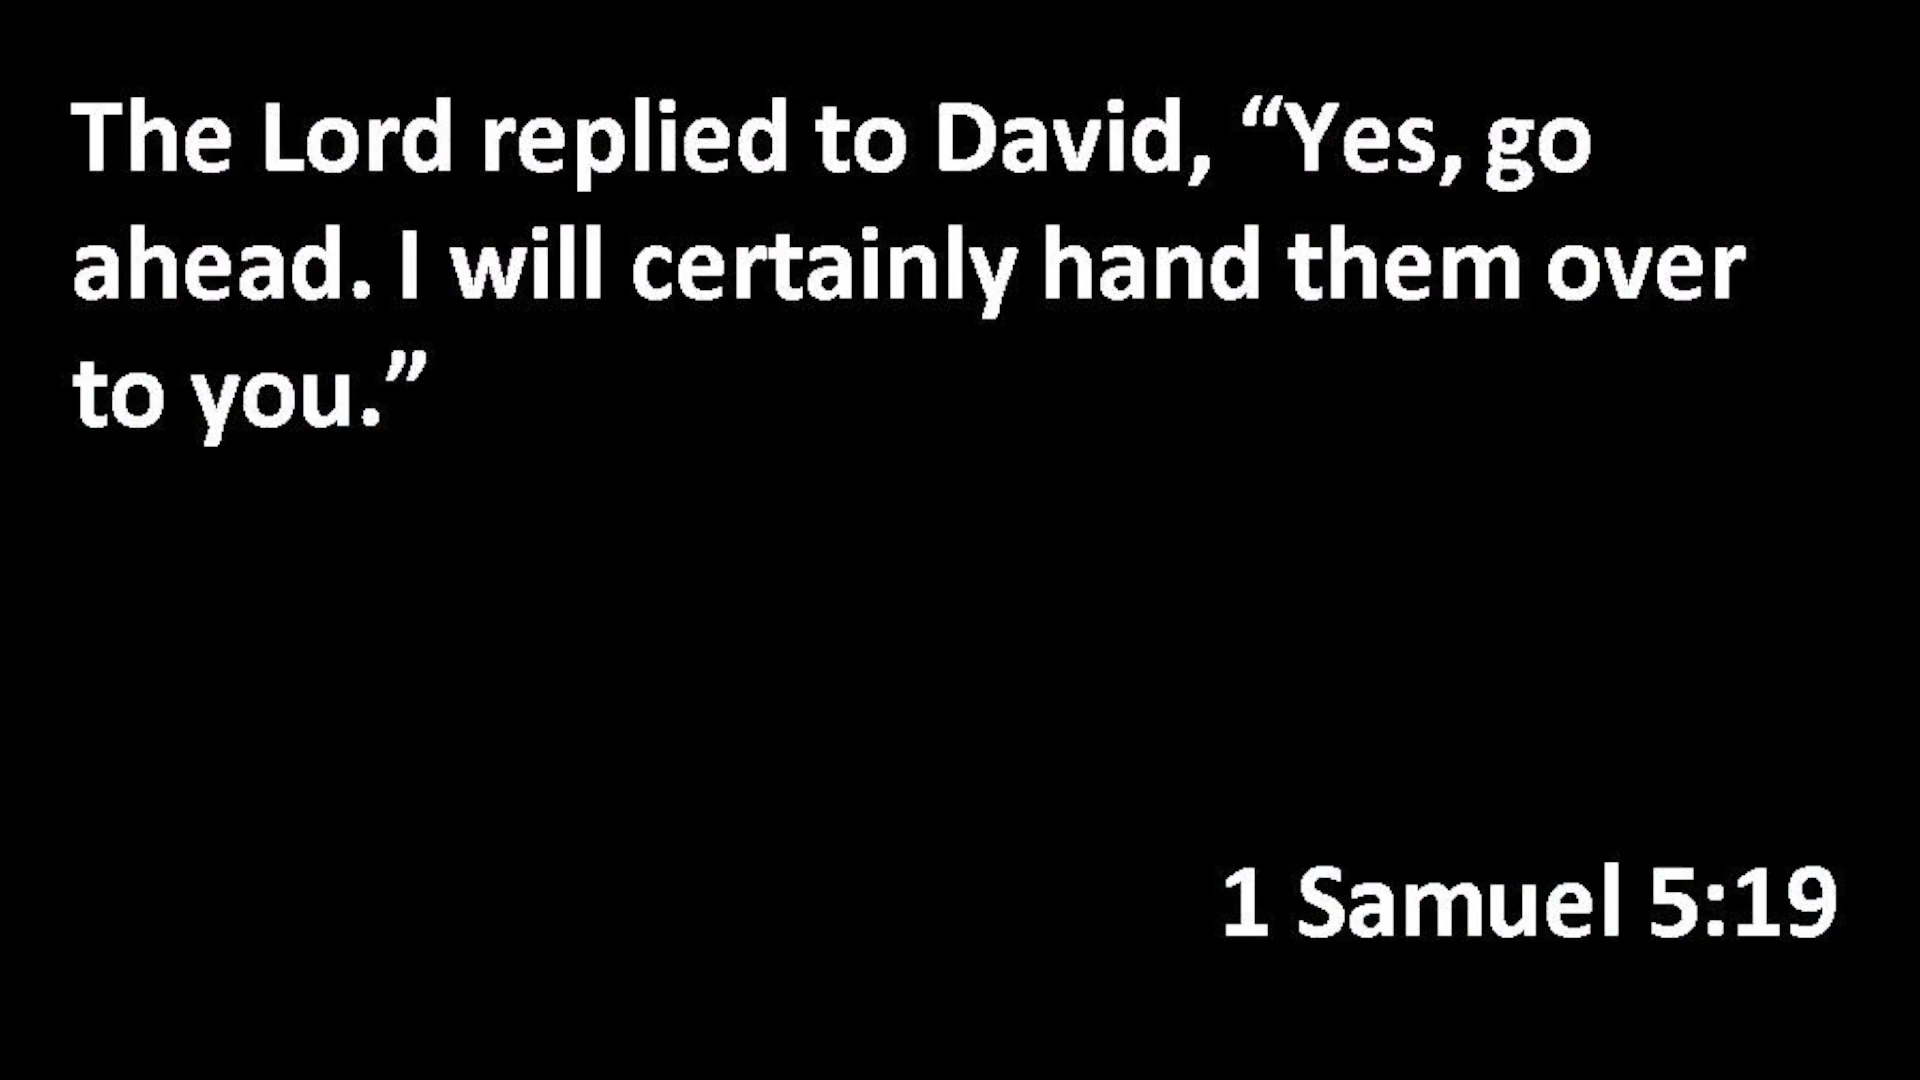 The Lord replied to David, “Yes, go
ahead. I will certainly hand them over
to you.”
1 Samuel 5:19